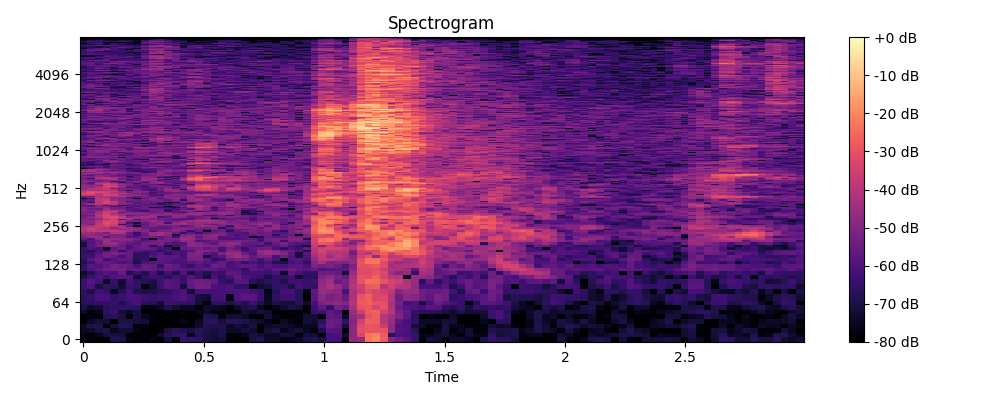 Spectrogram
Hz
4096
2048
1024
512
256
128
64
0
0
0.5
1
1.5
2
2.5
Time
+0 dB
-10 dB
-20 dB
-30 dB
-40 dB
-50 dB
-60 dB
-70 dB
-80 dB